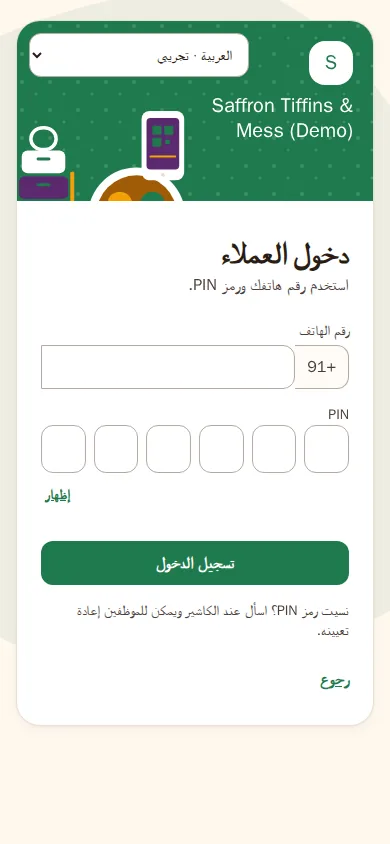 العربية · تجريبي
S
Saffron Tiffins &
Mess (Demo)
دخول العملاء
استخدم رقم هاتفك ورمز PIN.
رقم الهاتف
+91
PIN
إظهار
تسجيل الدخول
نسيت رمز PIN؟ اسأل عند الكاشير ويمكن للموظفين إعادة
تعيينه.
رجوع